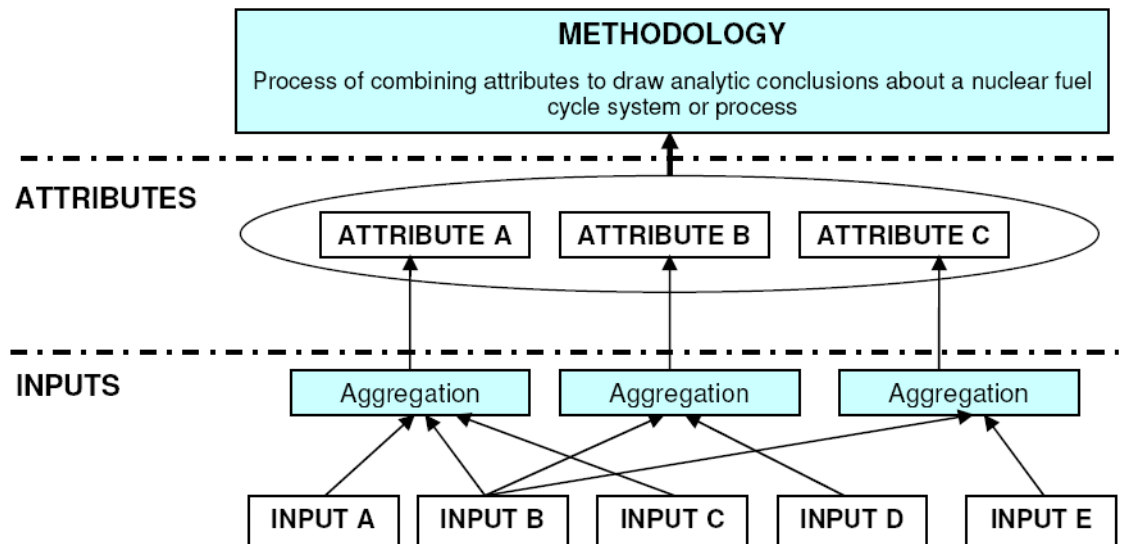 METHODOLOGY
Process of combining attributes to draw analytic conclusions about a nuclear fuel
cycle system or process
ATTRIBUTES
ATTRIBUTE A
ATTRIBUTE B
ATTRIBUTE C
INPUTS
Aggregation
Aggregation
Aggregation
INPUT A
INPUT B
INPUT C
INPUT D
INPUT E